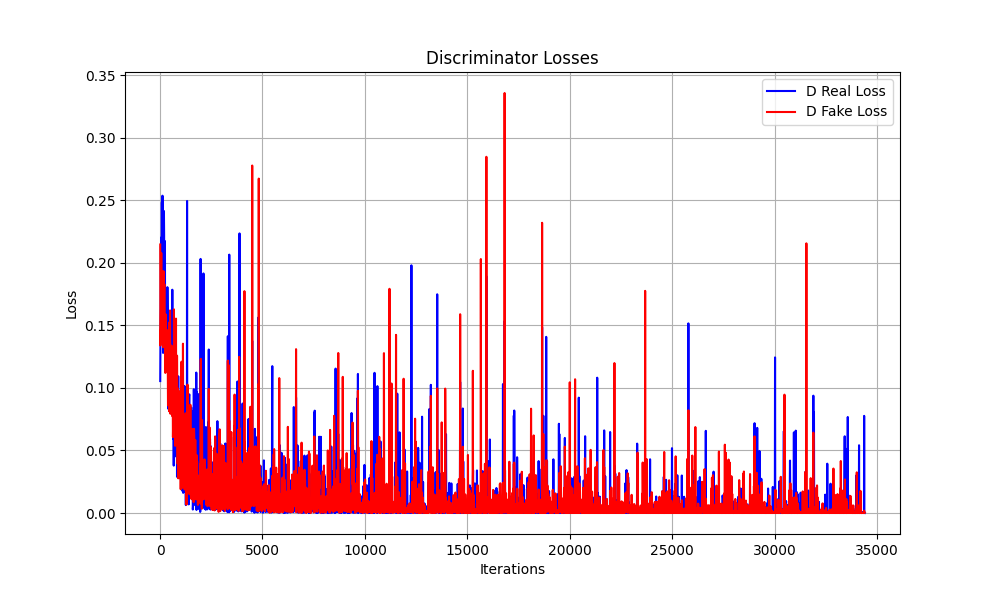 Discriminator Losses
D Real Loss
D Fake Loss
0.35
0.30
0.25
0.20
0.15
0.10
0.05
0.00
Loss
0 5000 10000 15000 20000 25000 30000 35000
Iterations